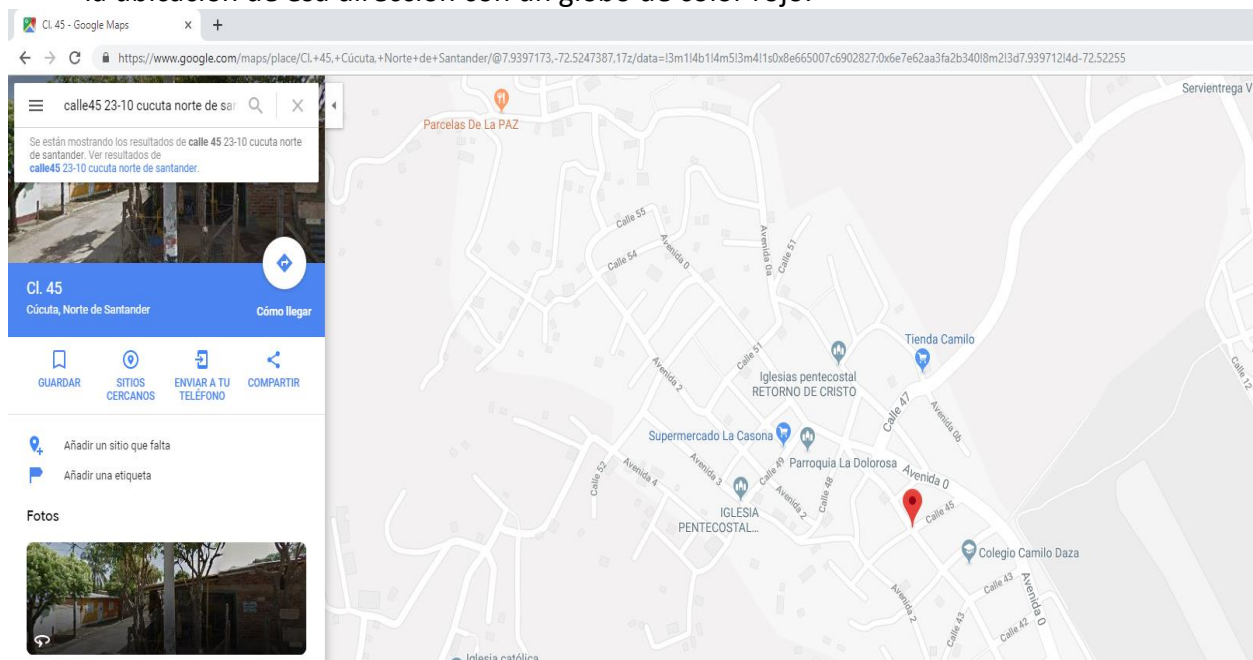 la ubicación de esa dirección con un globo de color rojo.
Cl. 45 - Google Maps
https://www.google.com/maps/place/Cl.+45,+Cúcuta,+Norte+de+Santander/@7.9397173,-72.5247387,17z/data=!3m1!4b1!4m5!3m4!1s0x8e665007c6902827:0x6e7e62aa3fa2b340!8m2!3d7.939712!4d-72.52255
calle45 23-10 cucuta norte de sar
Se están mostrando los resultados de calle 45 23-10 cucuta norte
de santander. Ver resultados de
calle45 23-10 cucuta norte de santander.
Cl. 45
Cúcuta, Norte de Santander
Cómo llegar
GUARDAR
SITIOS
CERCANOS
ENVIAR A TU
TELÉFONO
COMPARTIR
Añadir un sitio que falta
Añadir una etiqueta
Fotos
Servientrega V
Parcelas De La PAZ
Calle 55
Avenida 0
Calle 54
Avenida 0a
Calle 51
Tienda Camilo
Calle 12
Calle 51
Avenida 2
Iglesias pentecostal
RETORNO DE CRISTO
Calle 47
Avenida 0b
Supermercado La Casona
Parroquia La Dolorosa
Avenida 0
Calle 52
Avenida 4
Avenida 3
Calle 49
Avenida 2
Calle 48
IGLESIA
PENTECOSTAL...
Calle 45
Colegio Camilo Daza
Calle 43
Avenida 0
Avenida 2
Calle 43
Calle 42
Iglesia católica